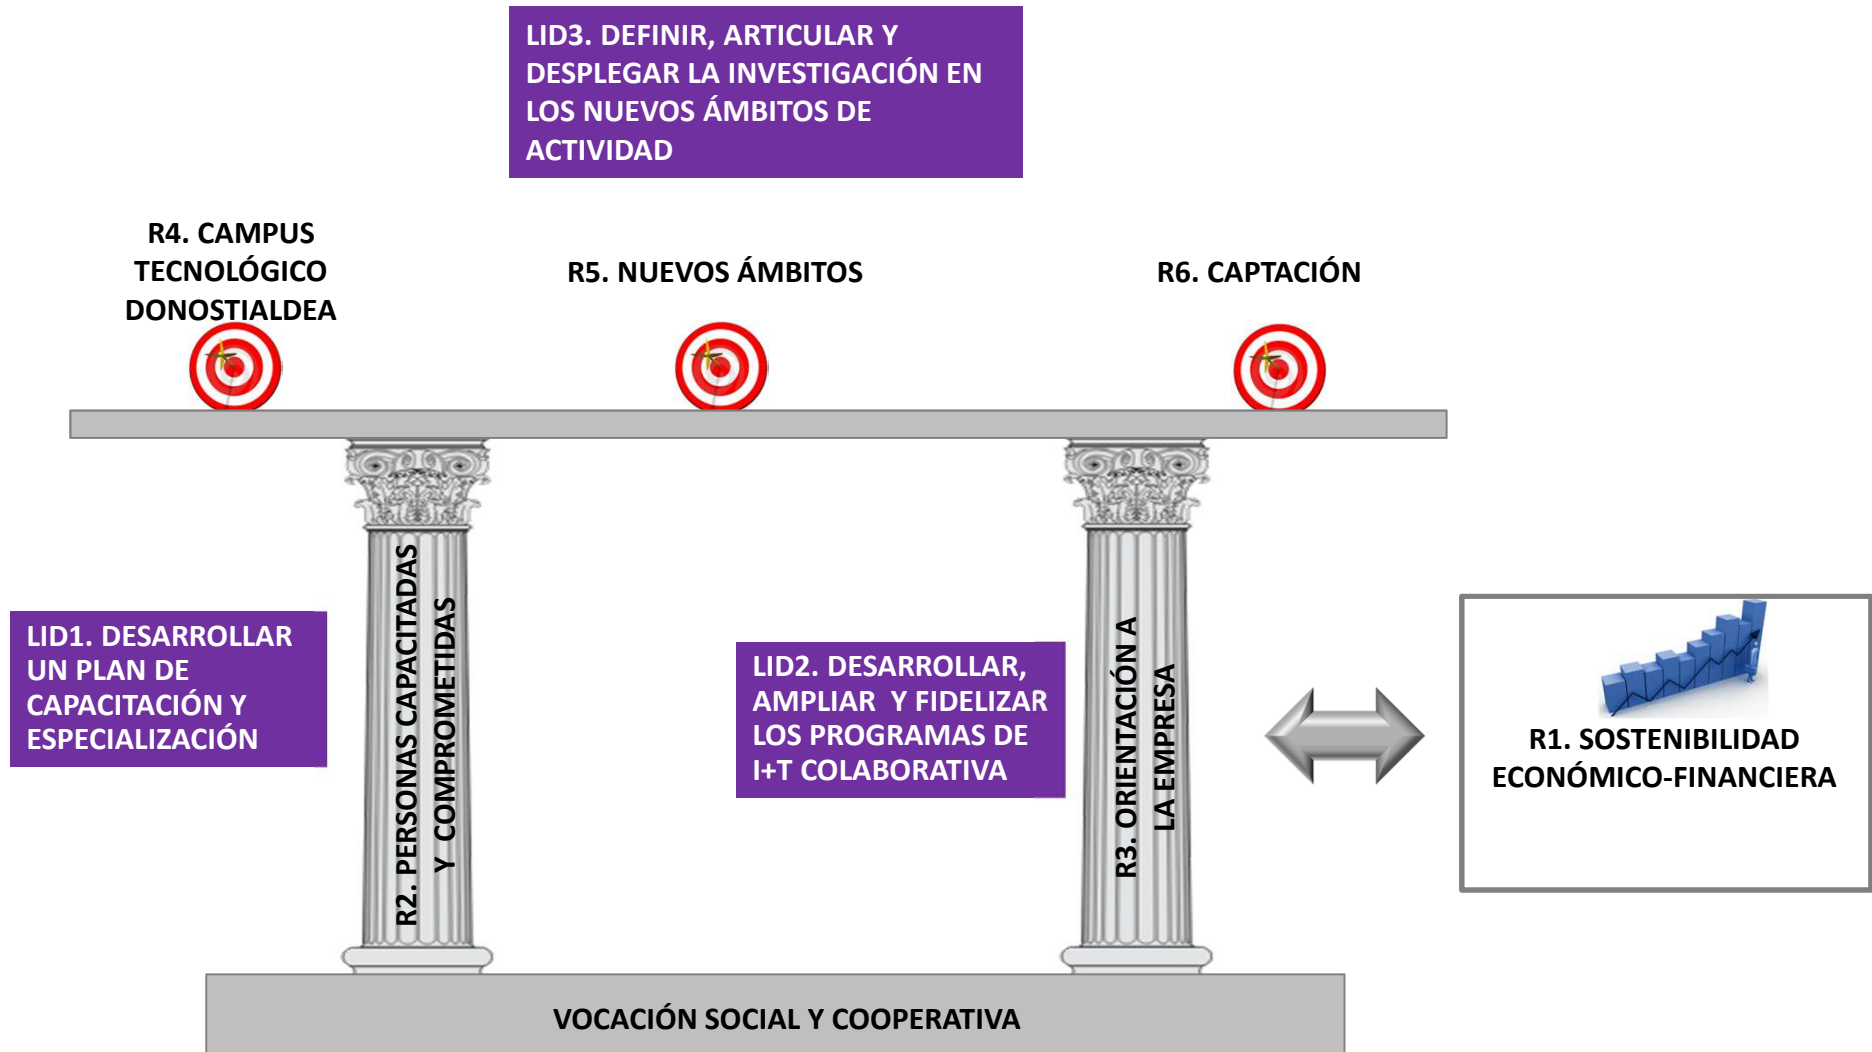 LID3. DEFINIR, ARTICULAR Y
DESPLEGAR LA INVESTIGACIÓN EN
LOS NUEVOS ÁMBITOS DE
ACTIVIDAD
R4. CAMPUS
TECNOLÓGICO
DONOSTIALDEA
R5. NUEVOS ÁMBITOS
R6. CAPTACIÓN
LID1. DESARROLLAR
UN PLAN DE
CAPACITACIÓN Y
ESPECIALIZACIÓN
R2. PERSONAS CAPACITADAS
Y COMPROMETIDAS
LID2. DESARROLLAR,
AMPLIAR Y FIDELIZAR
LOS PROGRAMAS DE
I+T COLABORATIVA
R3. ORIENTACIÓN A
LA EMPRESA
R1. SOSTENIBILIDAD
ECONÓMICO-FINANCIERA
VOCACIÓN SOCIAL Y COOPERATIVA